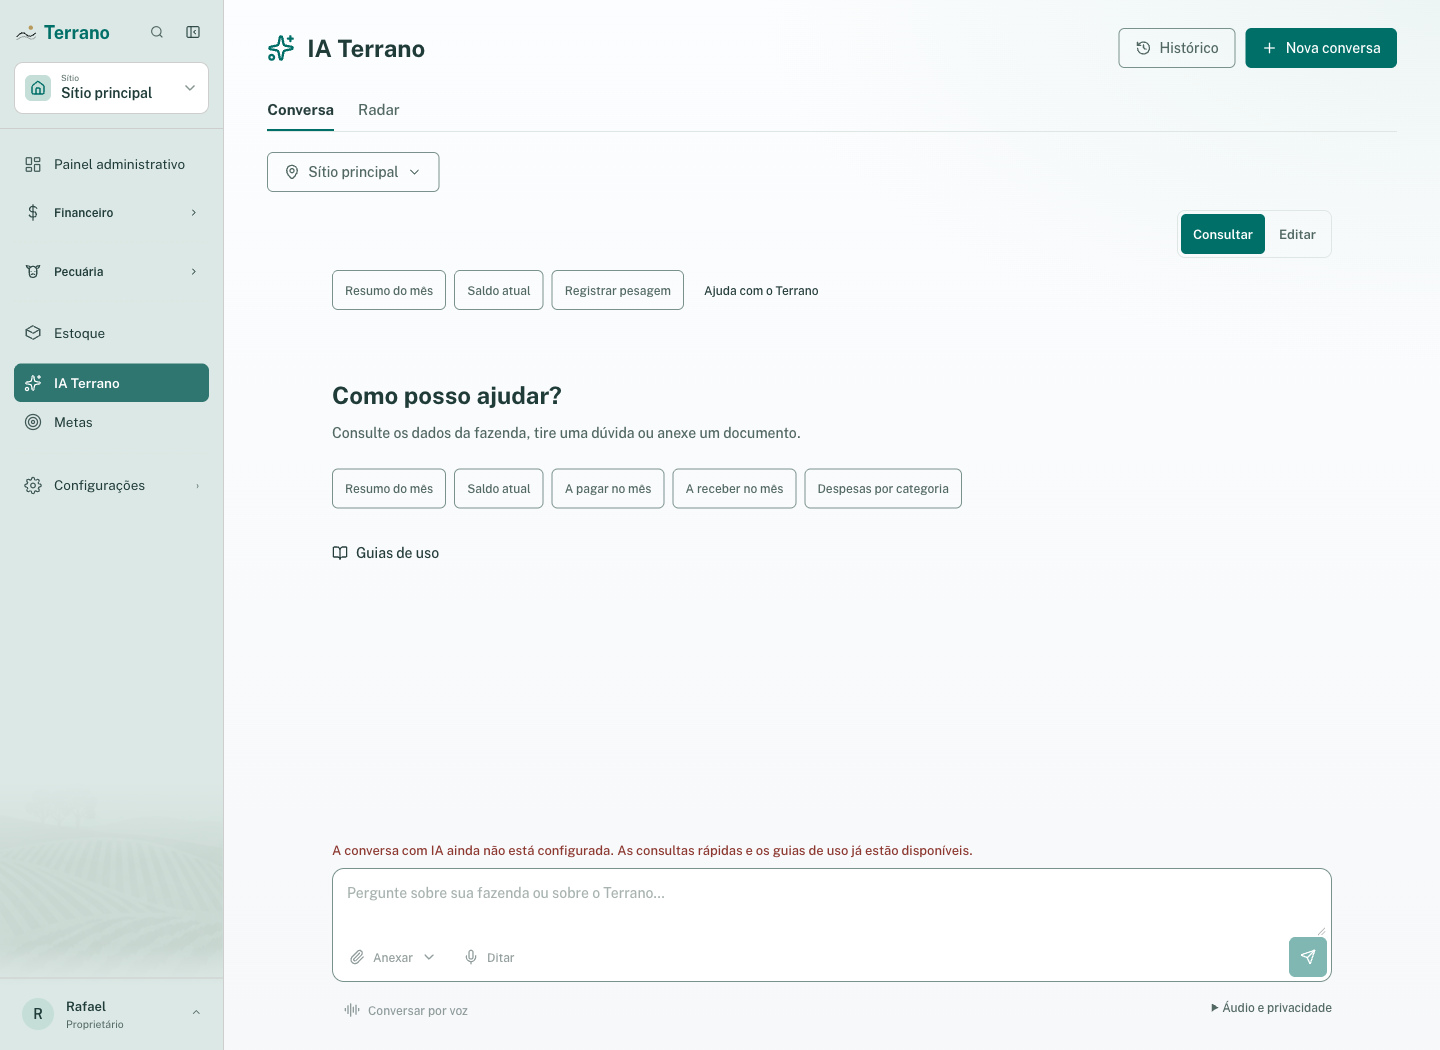 Terrano
Sítio
Sítio principal
Painel administrativo
Financeiro
Pecuária
Estoque
IA Terrano
Metas
Configurações
R
Rafael
Proprietário
IA Terrano
Histórico
Nova conversa
Conversa
Radar
Sítio principal
Consultar
Editar
Resumo do mês
Saldo atual
Registrar pesagem
Ajuda com o Terrano
Como posso ajudar?
Consulte os dados da fazenda, tire uma dúvida ou anexe um documento.
Resumo do mês
Saldo atual
A pagar no mês
A receber no mês
Despesas por categoria
Guias de uso
A conversa com IA ainda não está configurada. As consultas rápidas e os guias de uso já estão disponíveis.
Pergunte sobre sua fazenda ou sobre o Terrano...
Anexar
Ditar
Conversar por voz
Áudio e privacidade